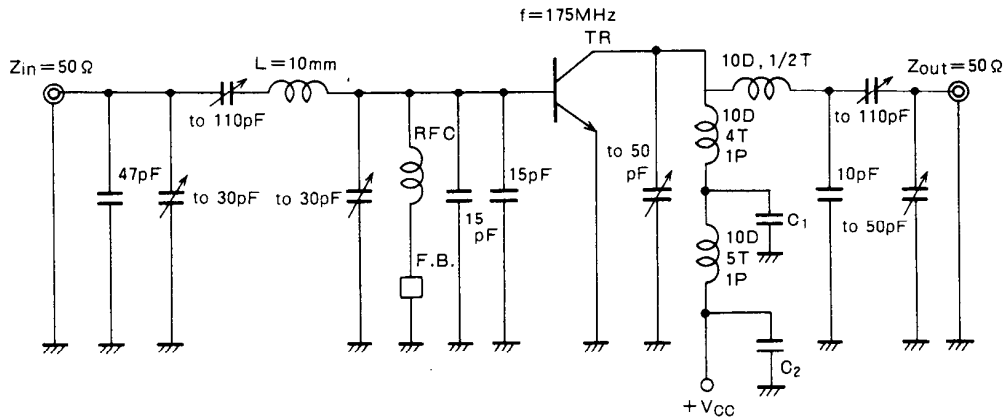 f=175MHz
TR
Zin=50Ω
L=10mm
10D, 1/2T
Zout=50Ω
to 110pF
10D
4T
1P
to 110pF
RFC
47pF
to 30pF
to 30pF
15pF
15
pF
to 50
pF
10pF
to 50pF
C1
10D
5T
1P
F.B.
C2
+VCC